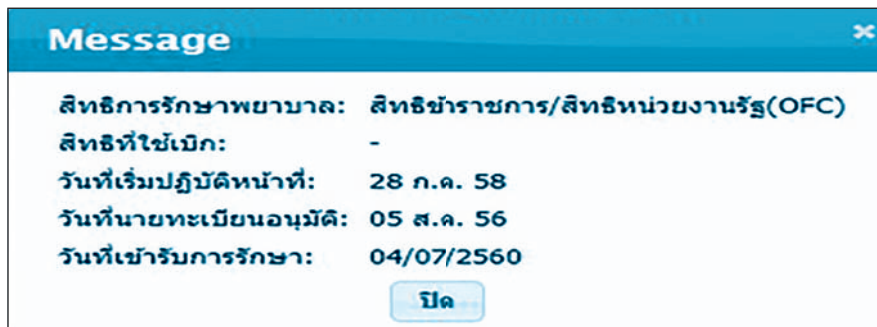 Message
สิทธิการรักษาพยาบาล: สิทธิข้าราชการ/สิทธิหน่วยงานรัฐ(OFC)
สิทธิที่ใช้เบิก: -
วันที่เริ่มปฏิบัติหน้าที่: 28 ก.ค. 58
วันที่นายทะเบียนอนุมัติ: 05 ส.ค. 56
วันที่เข้ารับการรักษา: 04/07/2560
ปิด